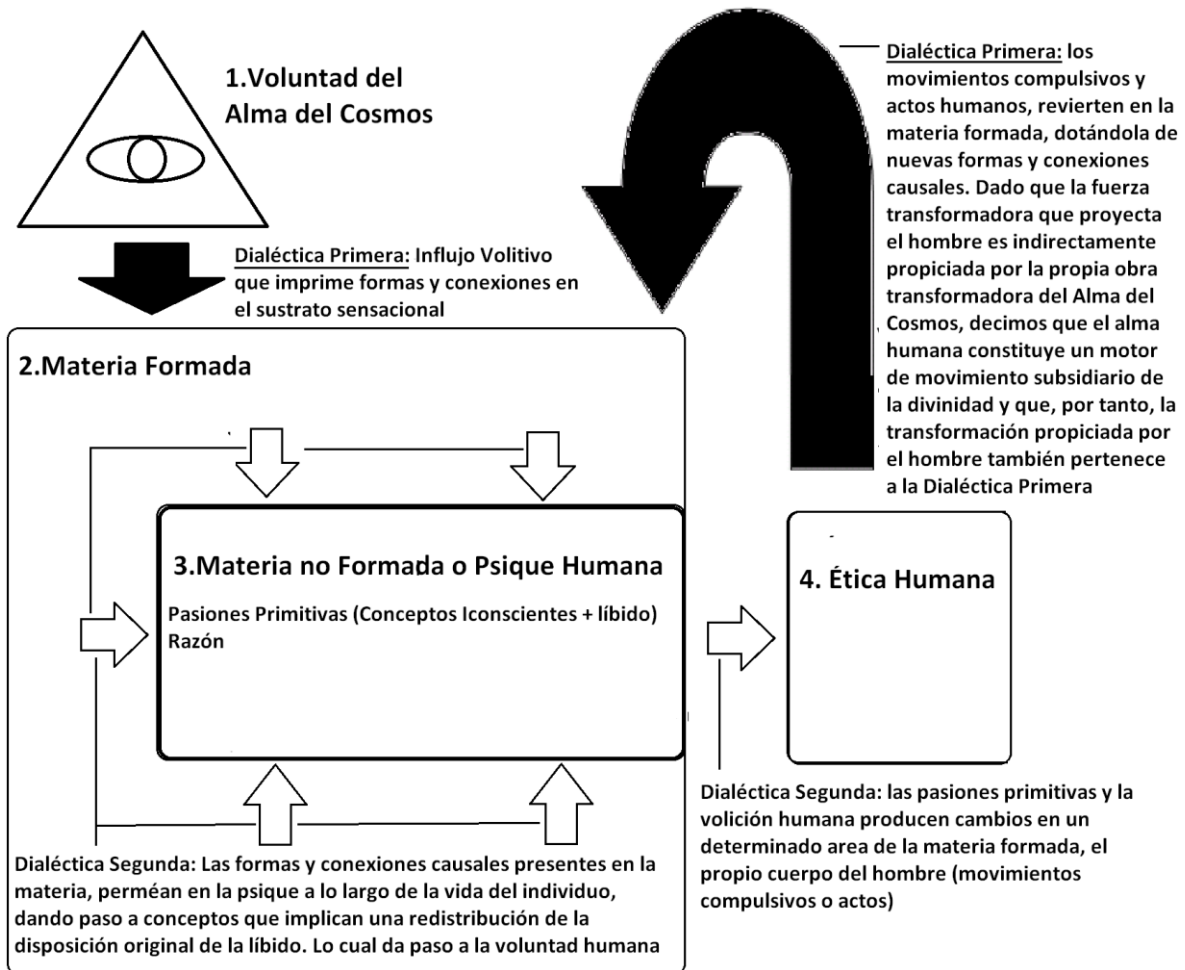 1.Voluntad del
Alma del Cosmos
Dialéctica Primera: Influjo Volitivo
que imprime formas y conexiones en
el sustrato sensacional
Dialéctica Primera: los
movimientos compulsivos y
actos humanos, revierten en la
materia formada, dotándola de
nuevas formas y conexiones
causales. Dado que la fuerza
transformadora que proyecta
el hombre es indirectamente
propiciada por la propia obra
transformadora del Alma del
Cosmos, decimos que el alma
humana constituye un motor
de movimiento subsidiario de
la divinidad y que, por tanto, la
transformación propiciada por
el hombre también pertenece
a la Dialéctica Primera
2.Materia Formada
3.Materia no Formada o Psique Humana
Pasiones Primitivas (Conceptos Iconscientes + líbido)
Razón
4. Ética Humana
Dialéctica Segunda: Las formas y conexiones causales presentes en la
materia, perméan en la psique a lo largo de la vida del individuo,
dando paso a conceptos que implican una redistribución de la
disposición original de la líbido. Lo cual da paso a la voluntad humana
Dialéctica Segunda: las pasiones primitivas y la
volición humana producen cambios en un
determinado area de la materia formada, el
propio cuerpo del hombre (movimientos
compulsivos o actos)